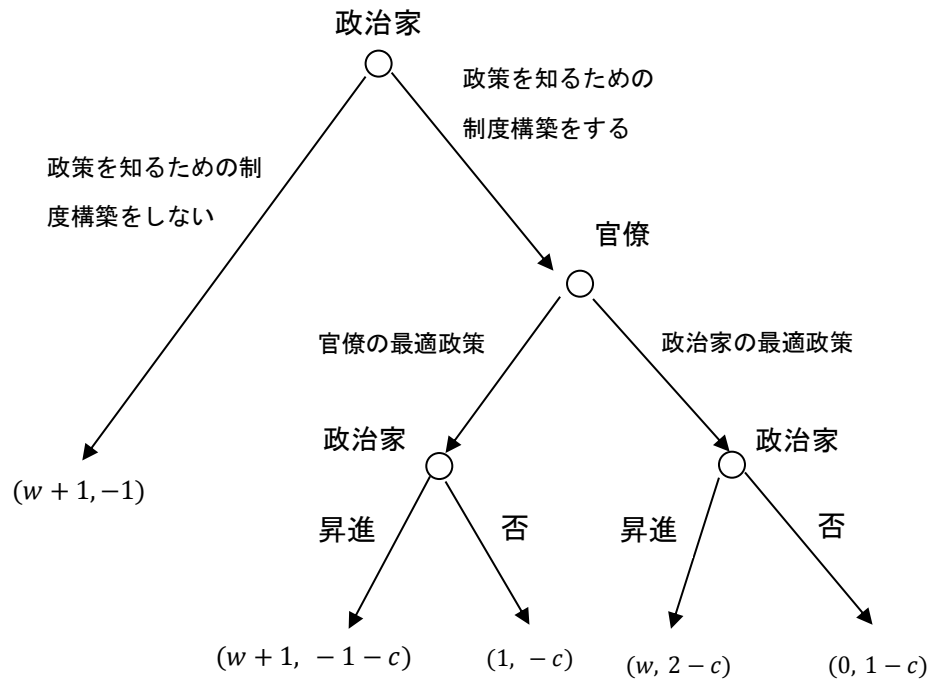 政治家
政策を知るための
制度構築をする
政策を知るための制
度構築をしない
官僚
官僚の最適政策
政治家の最適政策
政治家
政治家
(w + 1, −1)
昇進
否
昇進
否
(w + 1, −1 − c)
(1, −c)
(w, 2 − c)
(0, 1 − c)